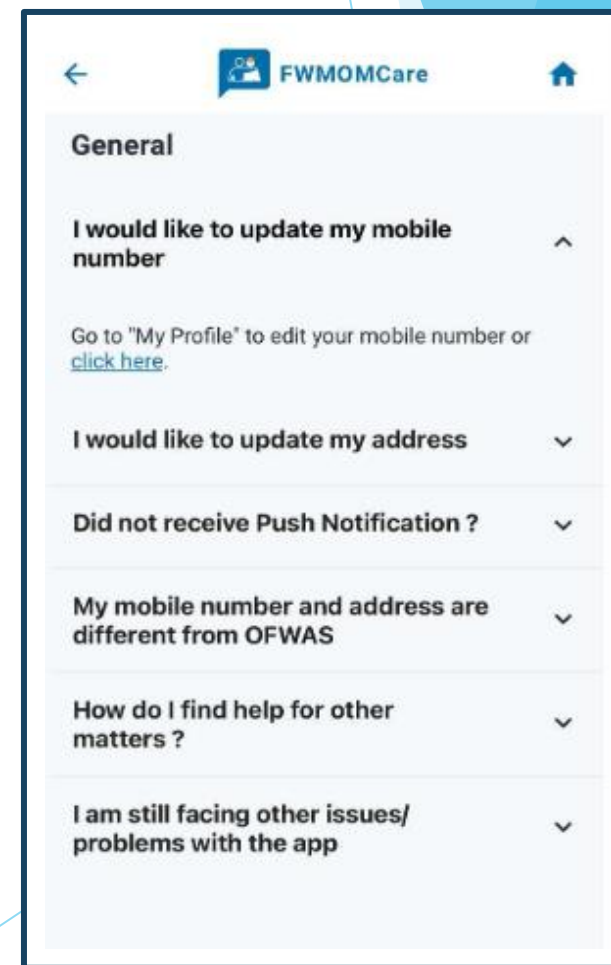 FWMOMCare
General
I would like to update my mobile
number
Go to "My Profile" to edit your mobile number or
click here.
I would like to update my address
Did not receive Push Notification ?
My mobile number and address are
different from OFWAS
How do I find help for other
matters ?
I am still facing other issues/
problems with the app